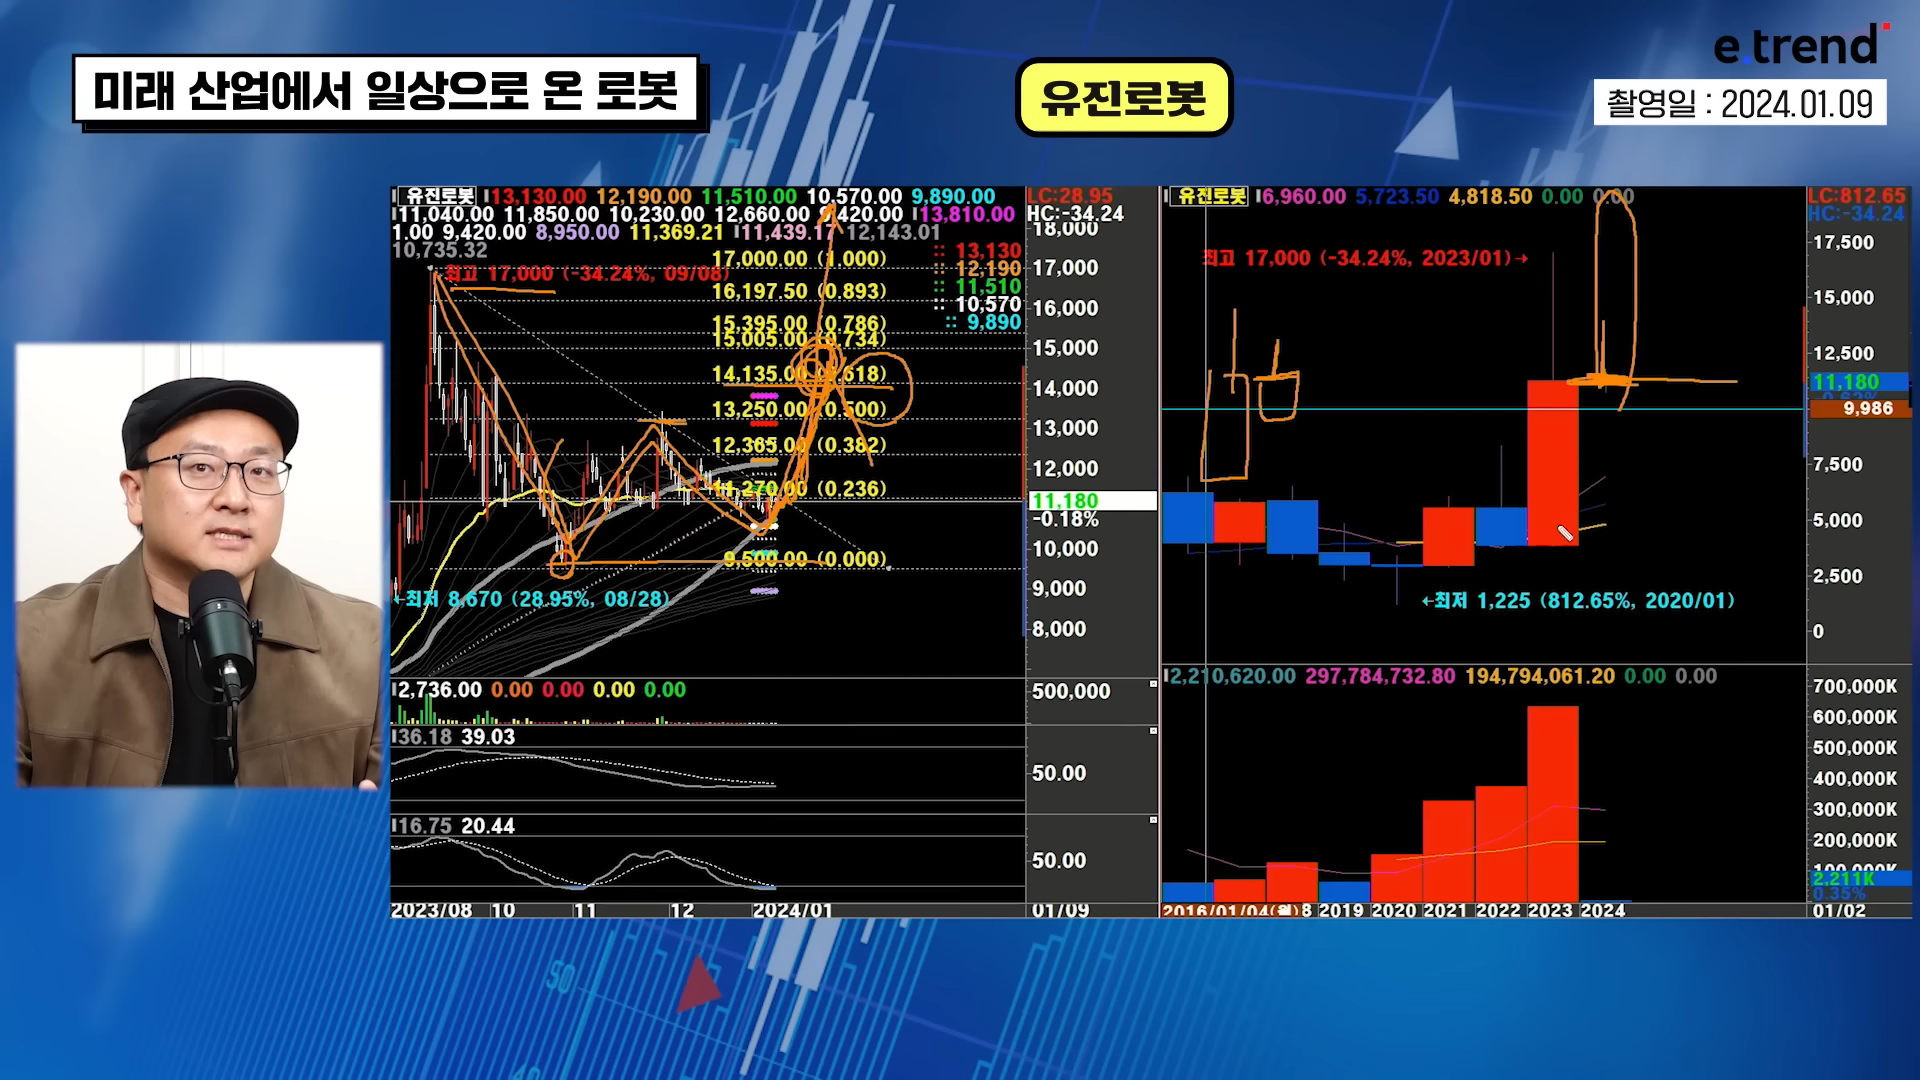 미래 산업에서 일상으로 온 로봇
유진로봇
e.trend
촬영일 : 2024.01.09
유진로봇 13,130.00 12,190.00 11,510.00 10,570.00 9,890.00
11,040.00 11,850.00 10,230.00 12,660.00 9,420.00 13,810.00
1.00 9,420.00 8,950.00 11,369.21 11,439.17 12,143.01
10,735.32
최고 17,000 (-34.24%, 09/08)
17,000.00 (1.000)
16,197.50 (0.893)
15,395.00 (0.786)
15,005.00 (0.734)
14,135.00 (0.618)
13,250.00 (0.500)
12,365.00 (0.382)
11,270.00 (0.236)
9,500.00 (0.000)
:: 13,130
:: 12,190
:: 11,510
:: 10,570
:: 9,890
←최저 8,670 (28.95%, 08/28)
LC:28.95
HC:-34.24
18,000
17,000
16,000
15,000
14,000
13,000
12,000
11,180
-0.18%
10,000
9,000
8,000
2,736.00 0.00 0.00 0.00 0.00
500,000
36.18 39.03
50.00
16.75 20.44
50.00
2023/08 10 11 12 2024/01 01/09
유진로봇 6,960.00 5,723.50 4,818.50 0.00 0.00
LC:812.65
HC:-34.24
최고 17,000 (-34.24%, 2023/01)→
17,500
15,000
12,500
11,180
9,986
7,500
5,000
2,500
0
←최저 1,225 (812.65%, 2020/01)
2,210,620.00 297,784,732.80 194,794,061.20 0.00 0.00
700,000K
600,000K
500,000K
400,000K
300,000K
200,000K
100,000K
2,211K
0.35%
2016/01/04(월) 8 2019 2020 2021 2022 2023 2024 01/02